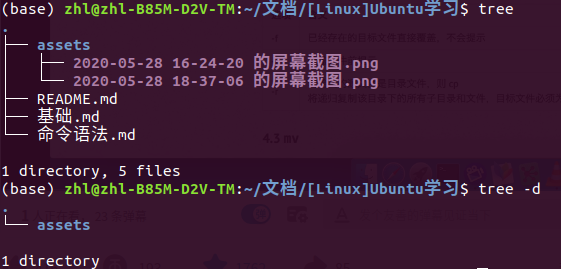 (base) zhl@zhl-B85M-D2V-TM:~/文档/[Linux]Ubuntu学习$ tree
.
├── assets
│   ├── 2020-05-28 16-24-20 的屏幕截图.png
│   └── 2020-05-28 18-37-06 的屏幕截图.png
├── README.md
├── 基础.md
└── 命令语法.md

1 directory, 5 files
(base) zhl@zhl-B85M-D2V-TM:~/文档/[Linux]Ubuntu学习$ tree -d
.
└── assets

1 directory
4.3 mv